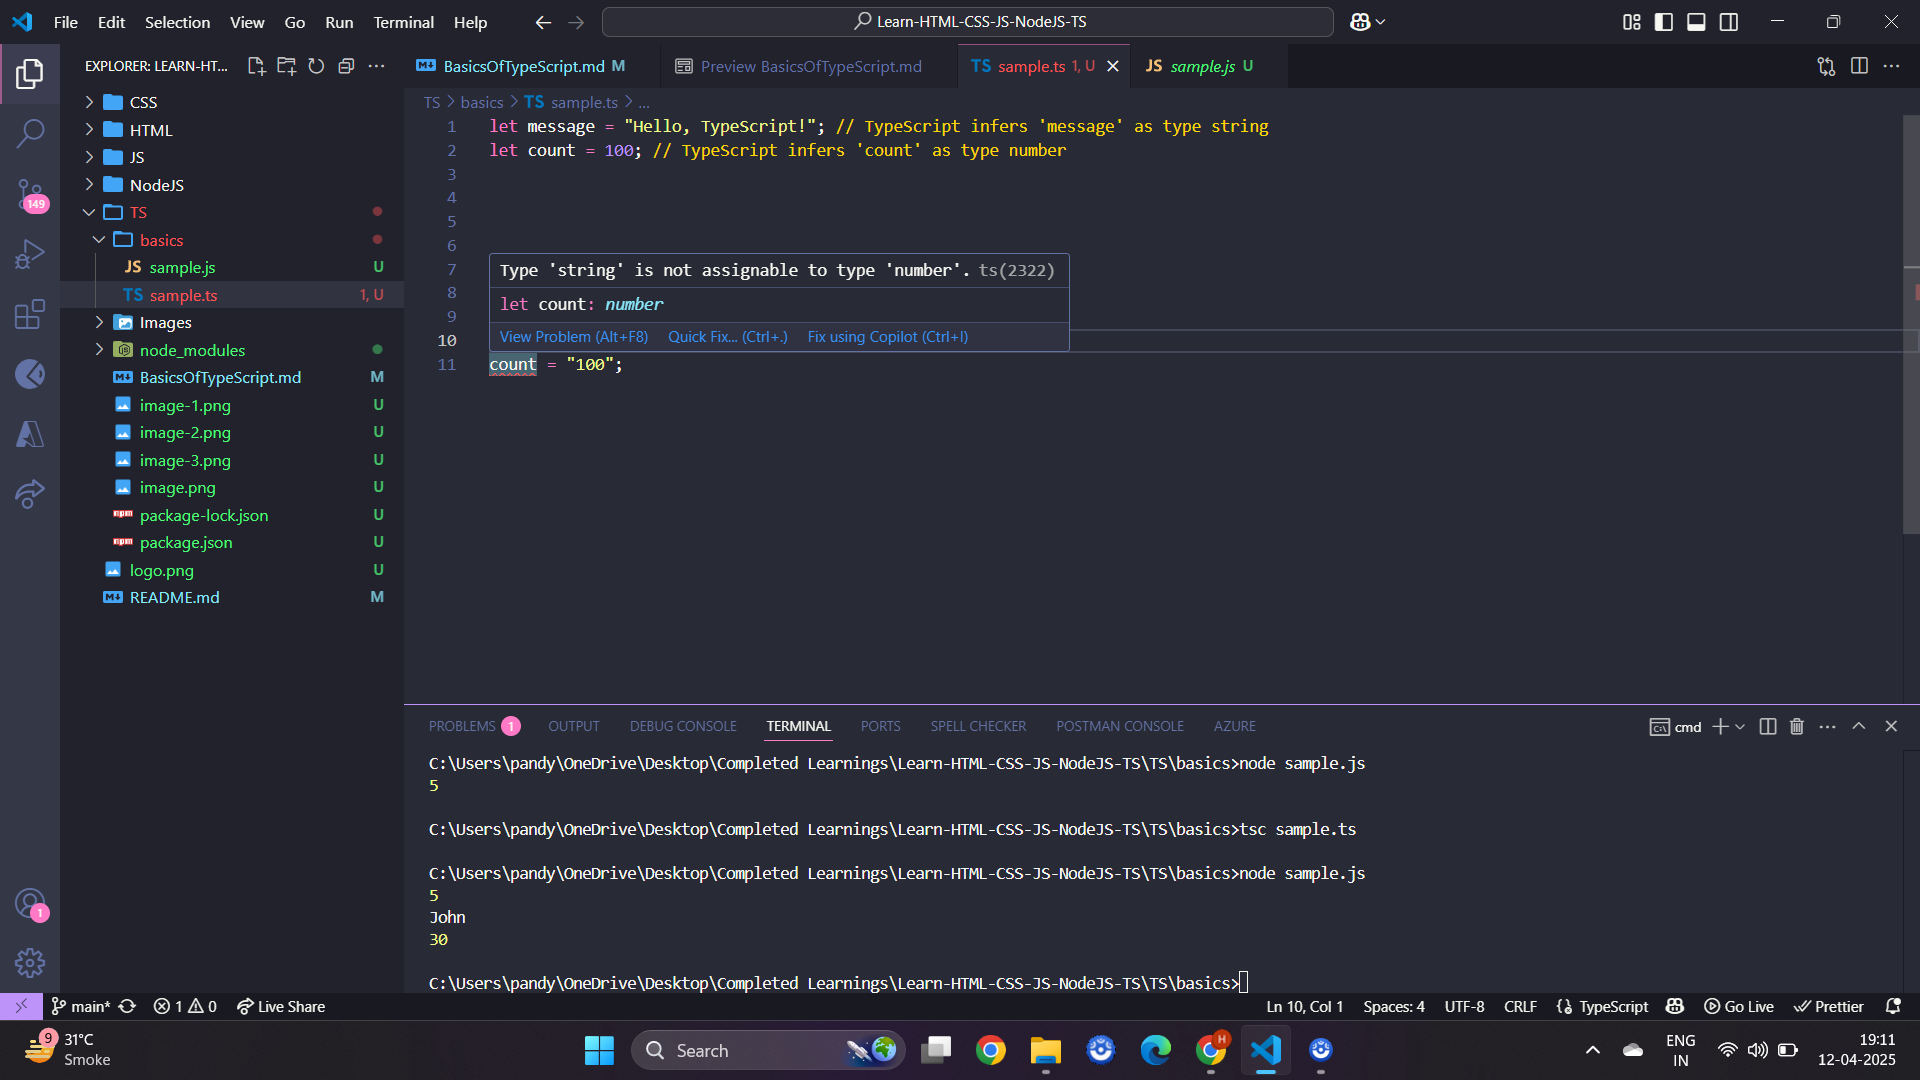 File Edit Selection View Go Run Terminal Help
Learn-HTML-CSS-JS-NodeJS-TS
EXPLORER: LEARN-HT...
CSS
HTML
JS
NodeJS
TS
basics
JS sample.js U
TS sample.ts 1, U
Images
node_modules
BasicsOfTypeScript.md M
image-1.png U
image-2.png U
image-3.png U
image.png U
package-lock.json U
package.json U
logo.png U
README.md M
149
1
BasicsOfTypeScript.md M
Preview BasicsOfTypeScript.md
TS sample.ts 1, U
JS sample.js U
TS > basics > TS sample.ts > ...
1 let message = "Hello, TypeScript!"; // TypeScript infers 'message' as type string
2 let count = 100; // TypeScript infers 'count' as type number
3
4
5
6
7
8
9
10
11 count = "100";
Type 'string' is not assignable to type 'number'. ts(2322)
let count: number
View Problem (Alt+F8) Quick Fix... (Ctrl+.) Fix using Copilot (Ctrl+I)
PROBLEMS 1 OUTPUT DEBUG CONSOLE TERMINAL PORTS SPELL CHECKER POSTMAN CONSOLE AZURE
cmd
C:\Users\pandy\OneDrive\Desktop\Completed Learnings\Learn-HTML-CSS-JS-NodeJS-TS\TS\basics>node sample.js
5
C:\Users\pandy\OneDrive\Desktop\Completed Learnings\Learn-HTML-CSS-JS-NodeJS-TS\TS\basics>tsc sample.ts
C:\Users\pandy\OneDrive\Desktop\Completed Learnings\Learn-HTML-CSS-JS-NodeJS-TS\TS\basics>node sample.js
5
John
30
C:\Users\pandy\OneDrive\Desktop\Completed Learnings\Learn-HTML-CSS-JS-NodeJS-TS\TS\basics>
main* 1 0 Live Share
Ln 10, Col 1 Spaces: 4 UTF-8 CRLF {} TypeScript Go Live Prettier
9
31°C
Smoke
Search
H
ENG
IN
19:11
12-04-2025